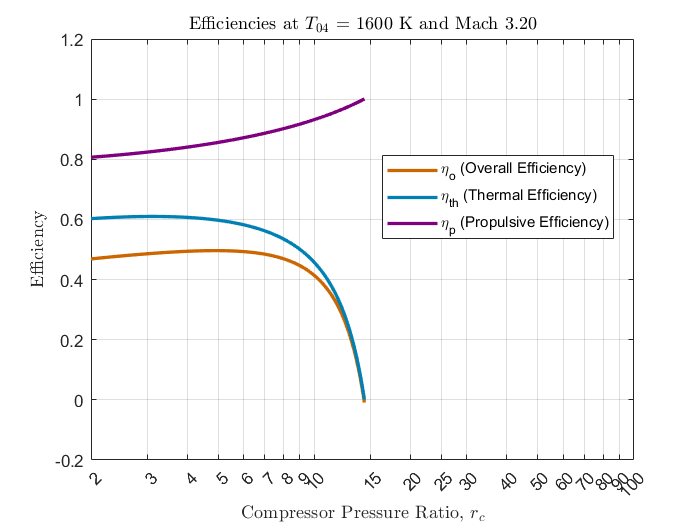 Efficiencies at T04 = 1600 K and Mach 3.20
1.2
1
0.8
0.6
0.4
0.2
0
-0.2
Efficiency
ηo (Overall Efficiency)
ηth (Thermal Efficiency)
ηp (Propulsive Efficiency)
2 3 4 5 6 7 8 9 10 15 20 25 30 40 50 60 70 80 90 100
Compressor Pressure Ratio, rc